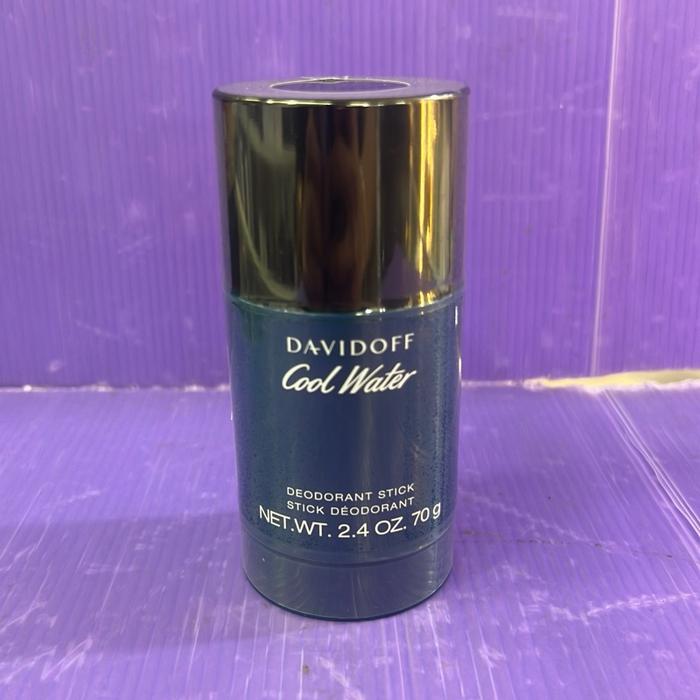 DAVIDOFF
Cool Water
DEODORANT STICK
STICK DÉODORANT
NET.WT. 2.4 OZ. 70 g